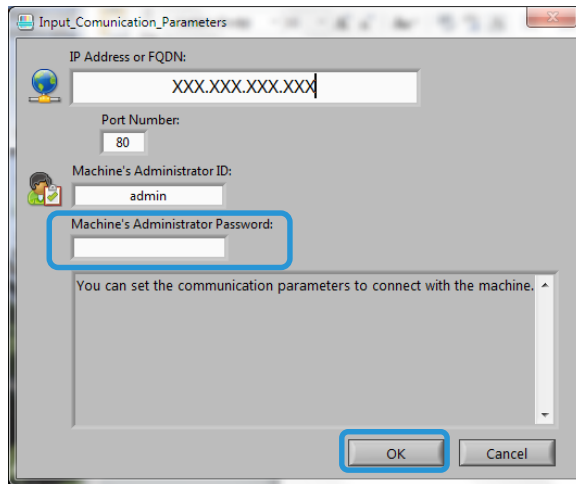 Input_Comunication_Parameters
IP Address or FQDN:
XXX.XXX.XXX.XXX
Port Number:
80
Machine's Administrator ID:
admin
Machine's Administrator Password:
You can set the communication parameters to connect with the machine.
OK Cancel